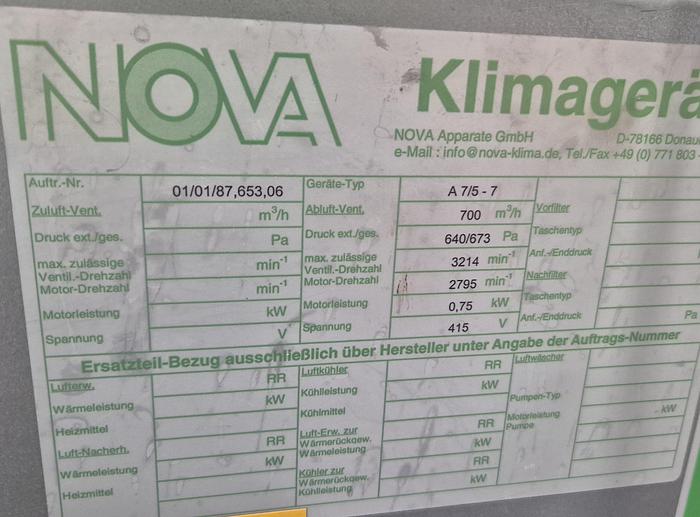 NOVA Klimagerä
NOVA Apparate GmbH D-78166 Donau
e-Mail : info@nova-klima.de, Tel./Fax +49 (0) 771 803
Auftr.-Nr. 01/01/87,653,06 Geräte-Typ A 7/5 - 7
Zuluft-Vent. m³/h Abluft-Vent. 700 m³/h Vorfilter
Druck ext./ges. Pa Druck ext./ges. 640/673 Pa Taschentyp
max. zulässige Ventil.-Drehzahl min⁻¹ max. zulässige Ventil.-Drehzahl 3214 min⁻¹ Anf.-/Enddruck
Motor-Drehzahl min⁻¹ Motor-Drehzahl 2795 min⁻¹ Nachfilter
Motorleistung kW Motorleistung 0,75 kW Taschentyp
Spannung V Spannung 415 V Anf.-/Enddruck Pa
Ersatzteil-Bezug ausschließlich über Hersteller unter Angabe der Auftrags-Nummer
Lufterw. RR Luftkühler RR Luftwäscher
Wärmeleistung kW Kühlleistung kW Pumpen-Typ
Heizmittel Kühlmittel Motorleistung Pumpe kW
Luft-Nacherh. RR Luft-Erw. zur Wärmerückgew. RR
Wärmeleistung kW Wärmeleistung kW
Heizmittel Kühler zur Wärmerückgew. RR
Kühlleistung kW